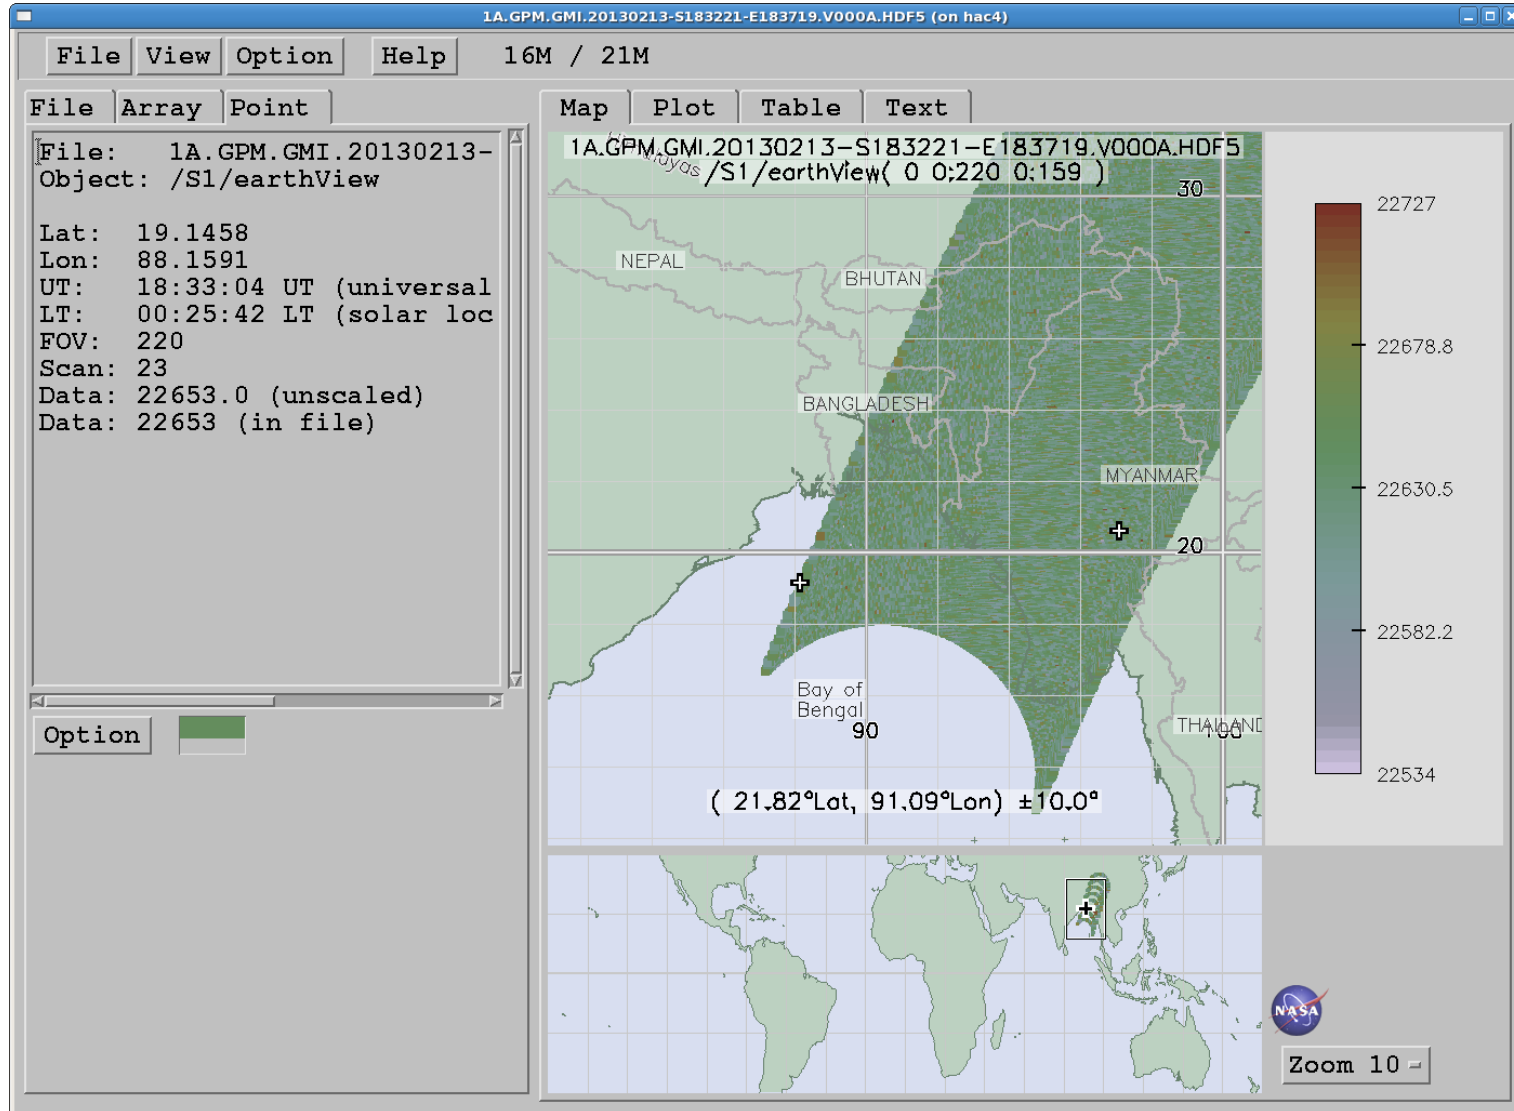 1A.GPM.GMI.20130213-S183221-E183719.V000A.HDF5 (on hac4)
File View Option Help 16M / 21M
File Array Point
File: 1A.GPM.GMI.20130213-
Object: /S1/earthView
Lat: 19.1458
Lon: 88.1591
UT: 18:33:04 UT (universal
LT: 00:25:42 LT (solar loc
FOV: 220
Scan: 23
Data: 22653.0 (unscaled)
Data: 22653 (in file)
Option
Map Plot Table Text
1A.GPM.GMI.20130213-S183221-E183719.V000A.HDF5
/S1/earthView( 0 0:220 0:159 )
30
NEPAL
BHUTAN
BANGLADESH
MYANMAR
20
Bay of
Bengal
90
THAILAND
100
( 21.82°Lat, 91.09°Lon) ±10.0°
22727
22678.8
22630.5
22582.2
22534
NASA
Zoom 10